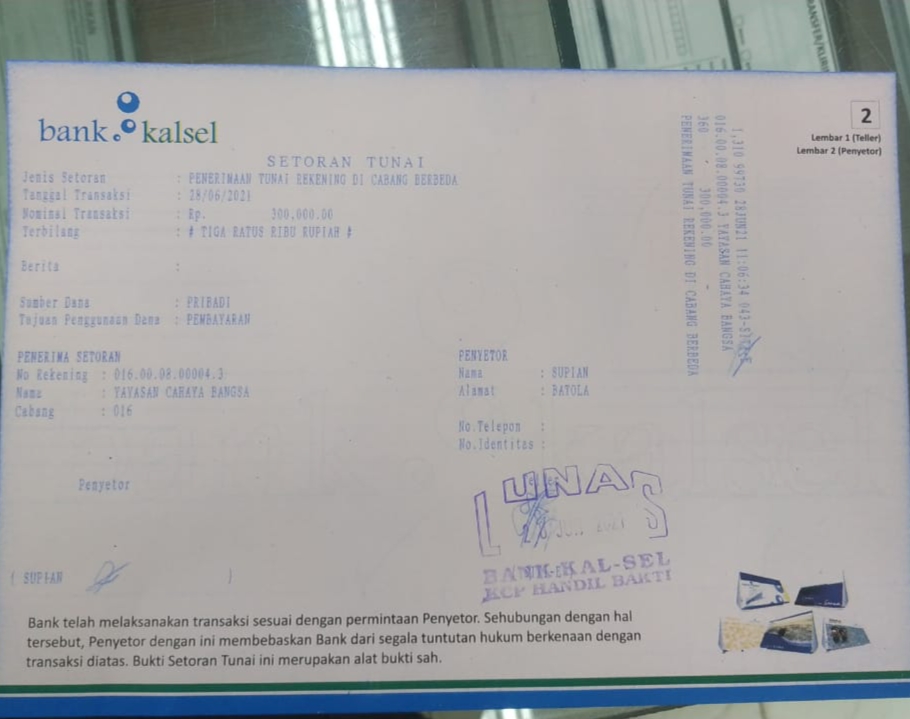 bank kalsel
2
Lembar 1 (Teller)
Lembar 2 (Penyetor)
SETORAN TUNAI
Jenis Setoran : PENERIMAAN TUNAI REKENING DI CABANG BERBEDA
Tanggal Transaksi : 28/06/2021
Nominal Transaksi : Rp. 300,000.00
Terbilang : # TIGA RATUS RIBU RUPIAH #
Berita :
Sumber Dana : PRIBADI
Tujuan Penggunaan Dana : PEMBAYARAN
PENERIMA SETORAN
No Rekening : 016.00.08.00004.3
Nama : YAYASAN CAHAYA BANGSA
Cabang : 016
PENYETOR
Nama : SUPIAN
Alamat : BATOLA
No.Telepon :
No.Identitas :
Penyetor
( SUPIAN )
1,310 99730 28JUN21 11:06:34
016.00.08.00004.3 YAYASAN CAHAYA BANGSA
360 300,000.00
PENERIMAAN TUNAI REKENING DI CABANG BERBEDA
LUNAS
BANK KAL-SEL
KCP HANDIL BAKTI
Bank telah melaksanakan transaksi sesuai dengan permintaan Penyetor. Sehubungan dengan hal
tersebut, Penyetor dengan ini membebaskan Bank dari segala tuntutan hukum berkenaan dengan
transaksi diatas. Bukti Setoran Tunai ini merupakan alat bukti sah.